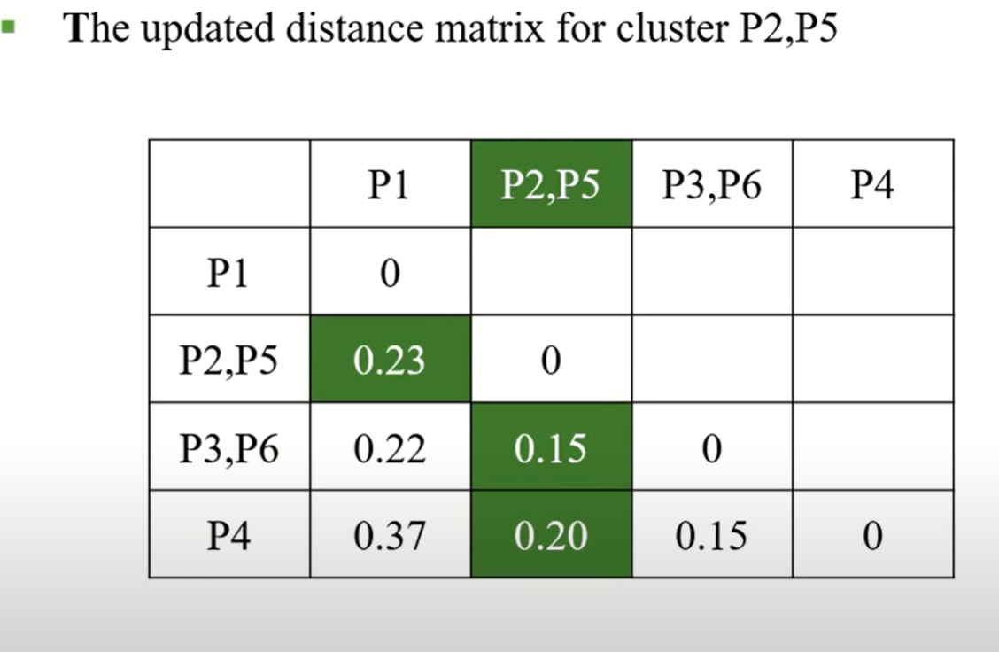 The updated distance matrix for cluster P2,P5
P1 P2,P5 P3,P6 P4
P1 0
P2,P5 0.23 0
P3,P6 0.22 0.15 0
P4 0.37 0.20 0.15 0